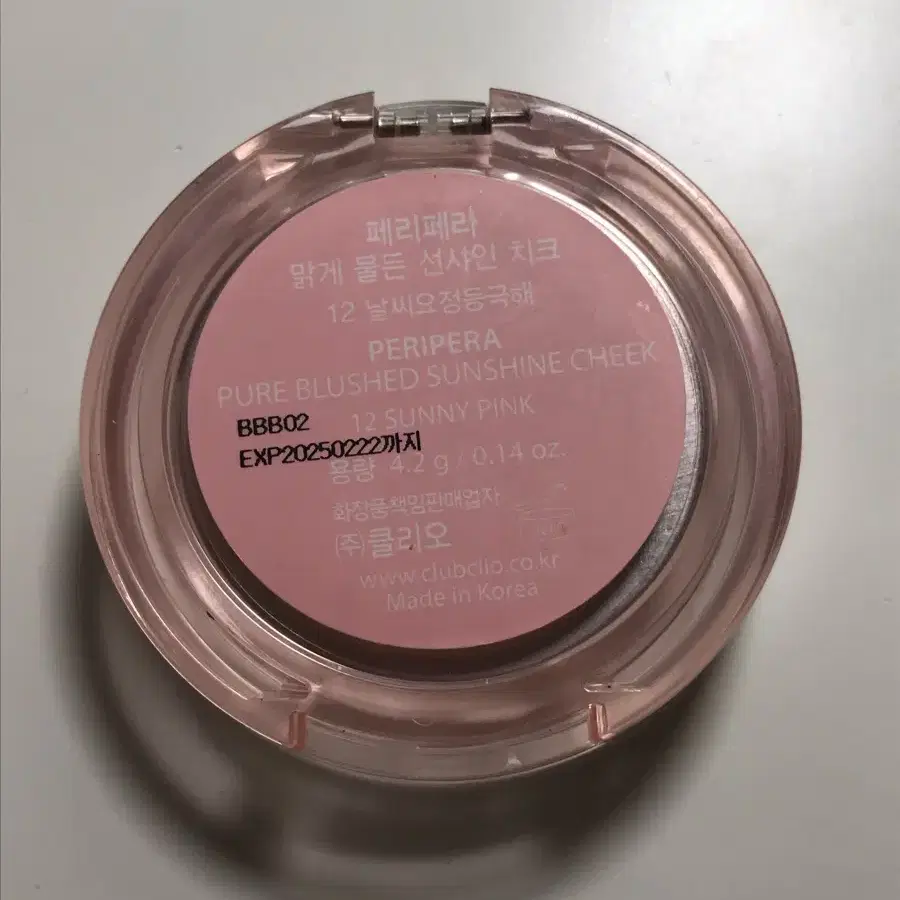 페리페라
맑게 물든 선샤인 치크
12 날씨요정등극해
PERIPERA
PURE BLUSHED SUNSHINE CHEEK
12 SUNNY PINK
BBB02
EXP20250222까지
용량 4.2 g / 0.14 oz.
화장품책임판매업자
(주)클리오
www.clubclio.co.kr
Made in Korea